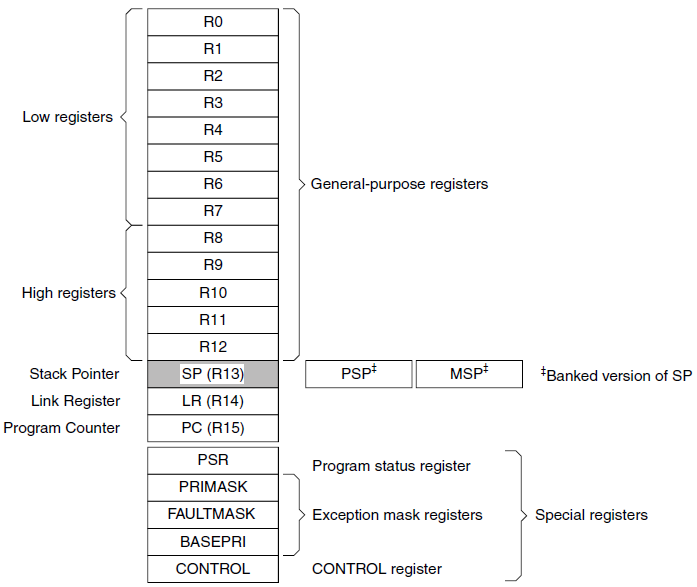 R0
R1
R2
R3
Low registers
R4
R5
R6
General-purpose registers
R7
R8
R9
High registers
R10
R11
R12
Stack Pointer SP (R13) PSP‡ MSP‡ ‡Banked version of SP
Link Register LR (R14)
Program Counter PC (R15)
PSR Program status register
PRIMASK
FAULTMASK Exception mask registers Special registers
BASEPRI
CONTROL CONTROL register